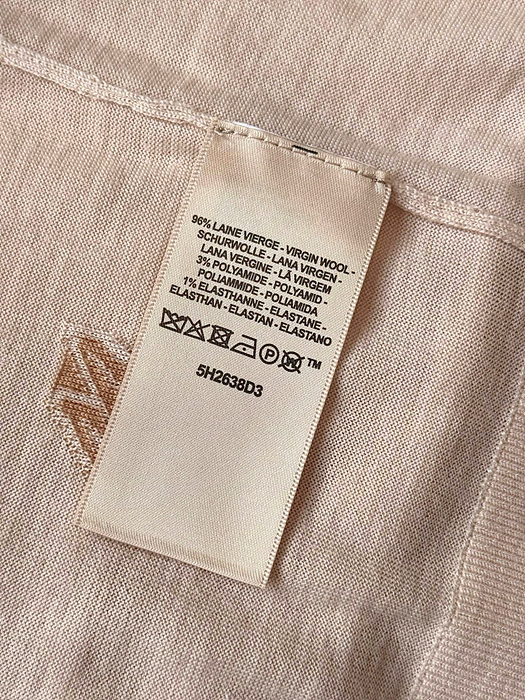 96% LAINE VIERGE - VIRGIN WOOL -
SCHURWOLLE - LANA VIRGEN -
LANA VERGINE - LÃ VIRGEM
3% POLYAMIDE - POLYAMID -
POLIAMMIDE - POLIAMIDA
1% ELASTHANNE - ELASTANE -
ELASTHAN - ELASTAN - ELASTANO
P W TM
5H2638D3